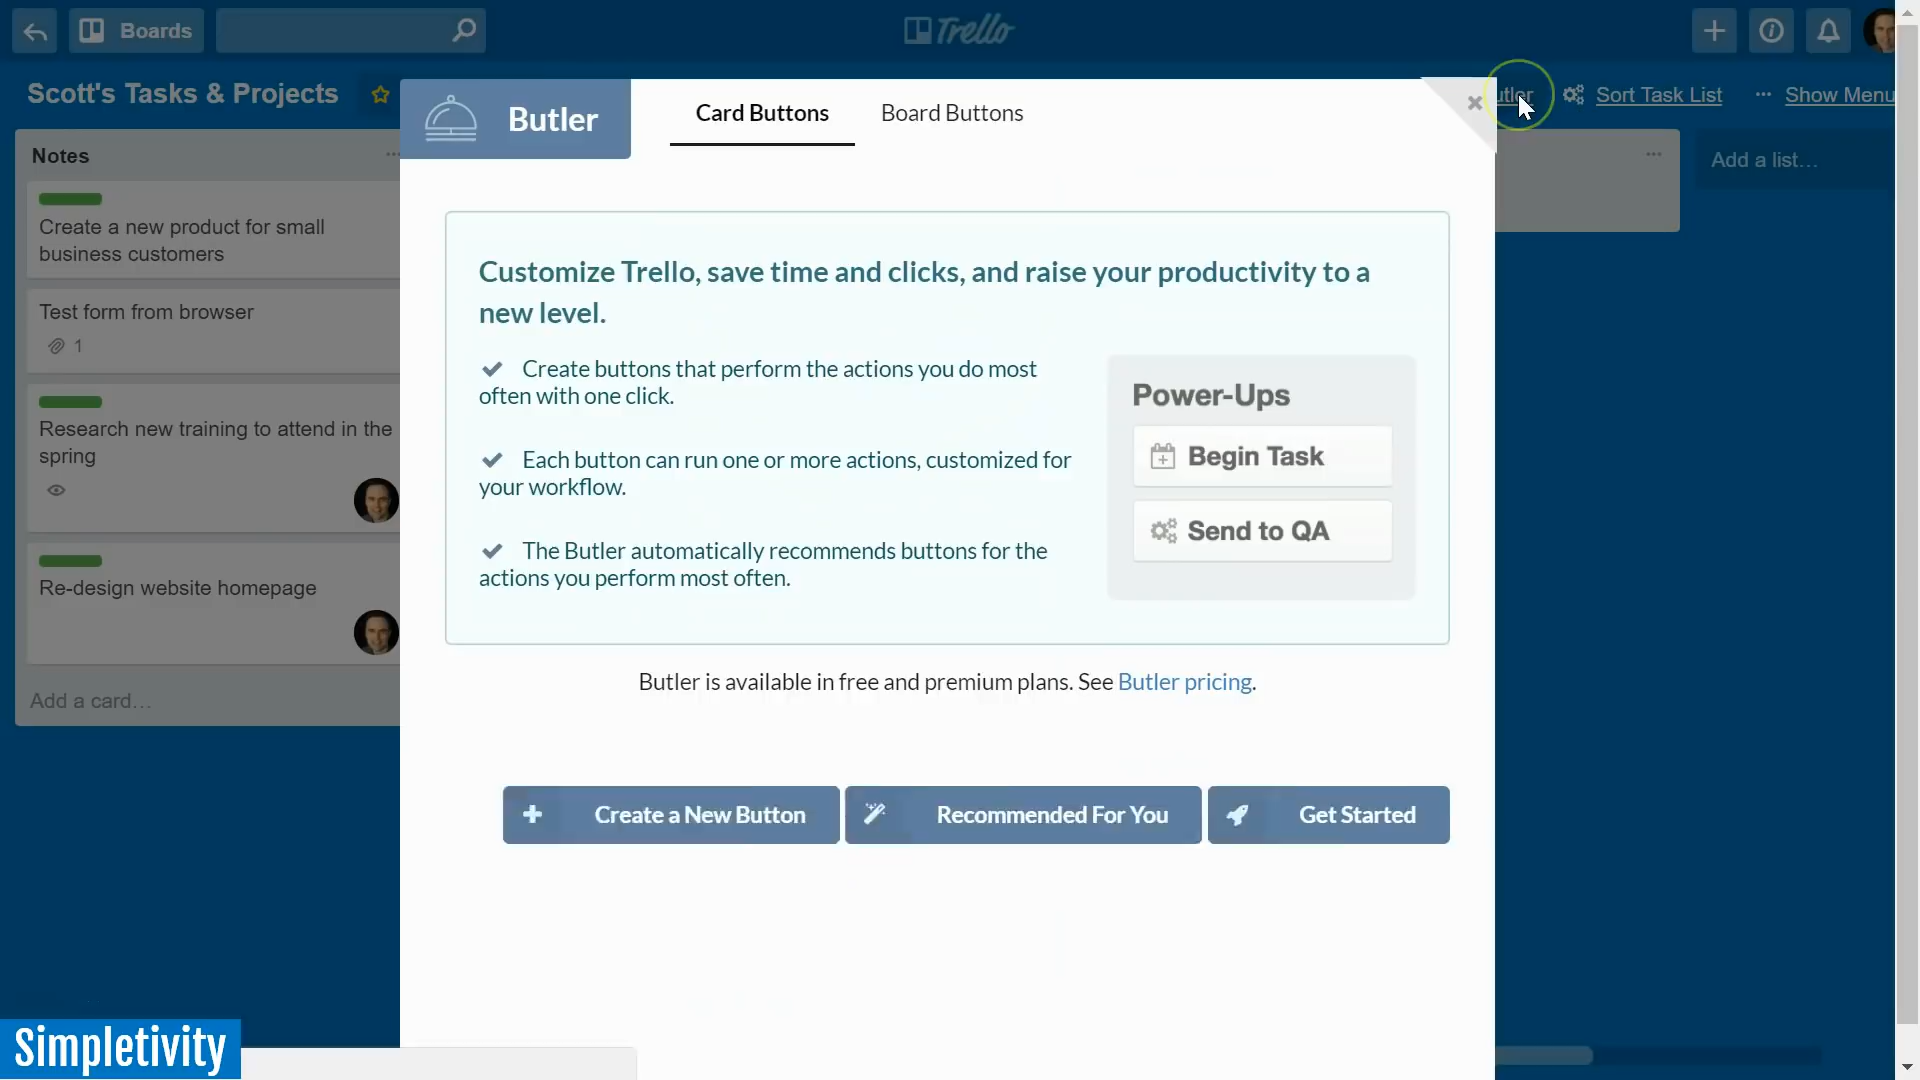 Boards
Trello
Scott's Tasks & Projects
Butler
Card Buttons
Board Buttons
Sort Task List
Show Menu
Notes
Create a new product for small
business customers
Test form from browser
1
Research new training to attend in the
spring
Re-design website homepage
Add a card…
Customize Trello, save time and clicks, and raise your productivity to a
new level.
Create buttons that perform the actions you do most
often with one click.
Each button can run one or more actions, customized for
your workflow.
The Butler automatically recommends buttons for the
actions you perform most often.
Power-Ups
Begin Task
Send to QA
Butler is available in free and premium plans. See Butler pricing.
Create a New Button
Recommended For You
Get Started
Add a list…
Simpletivity